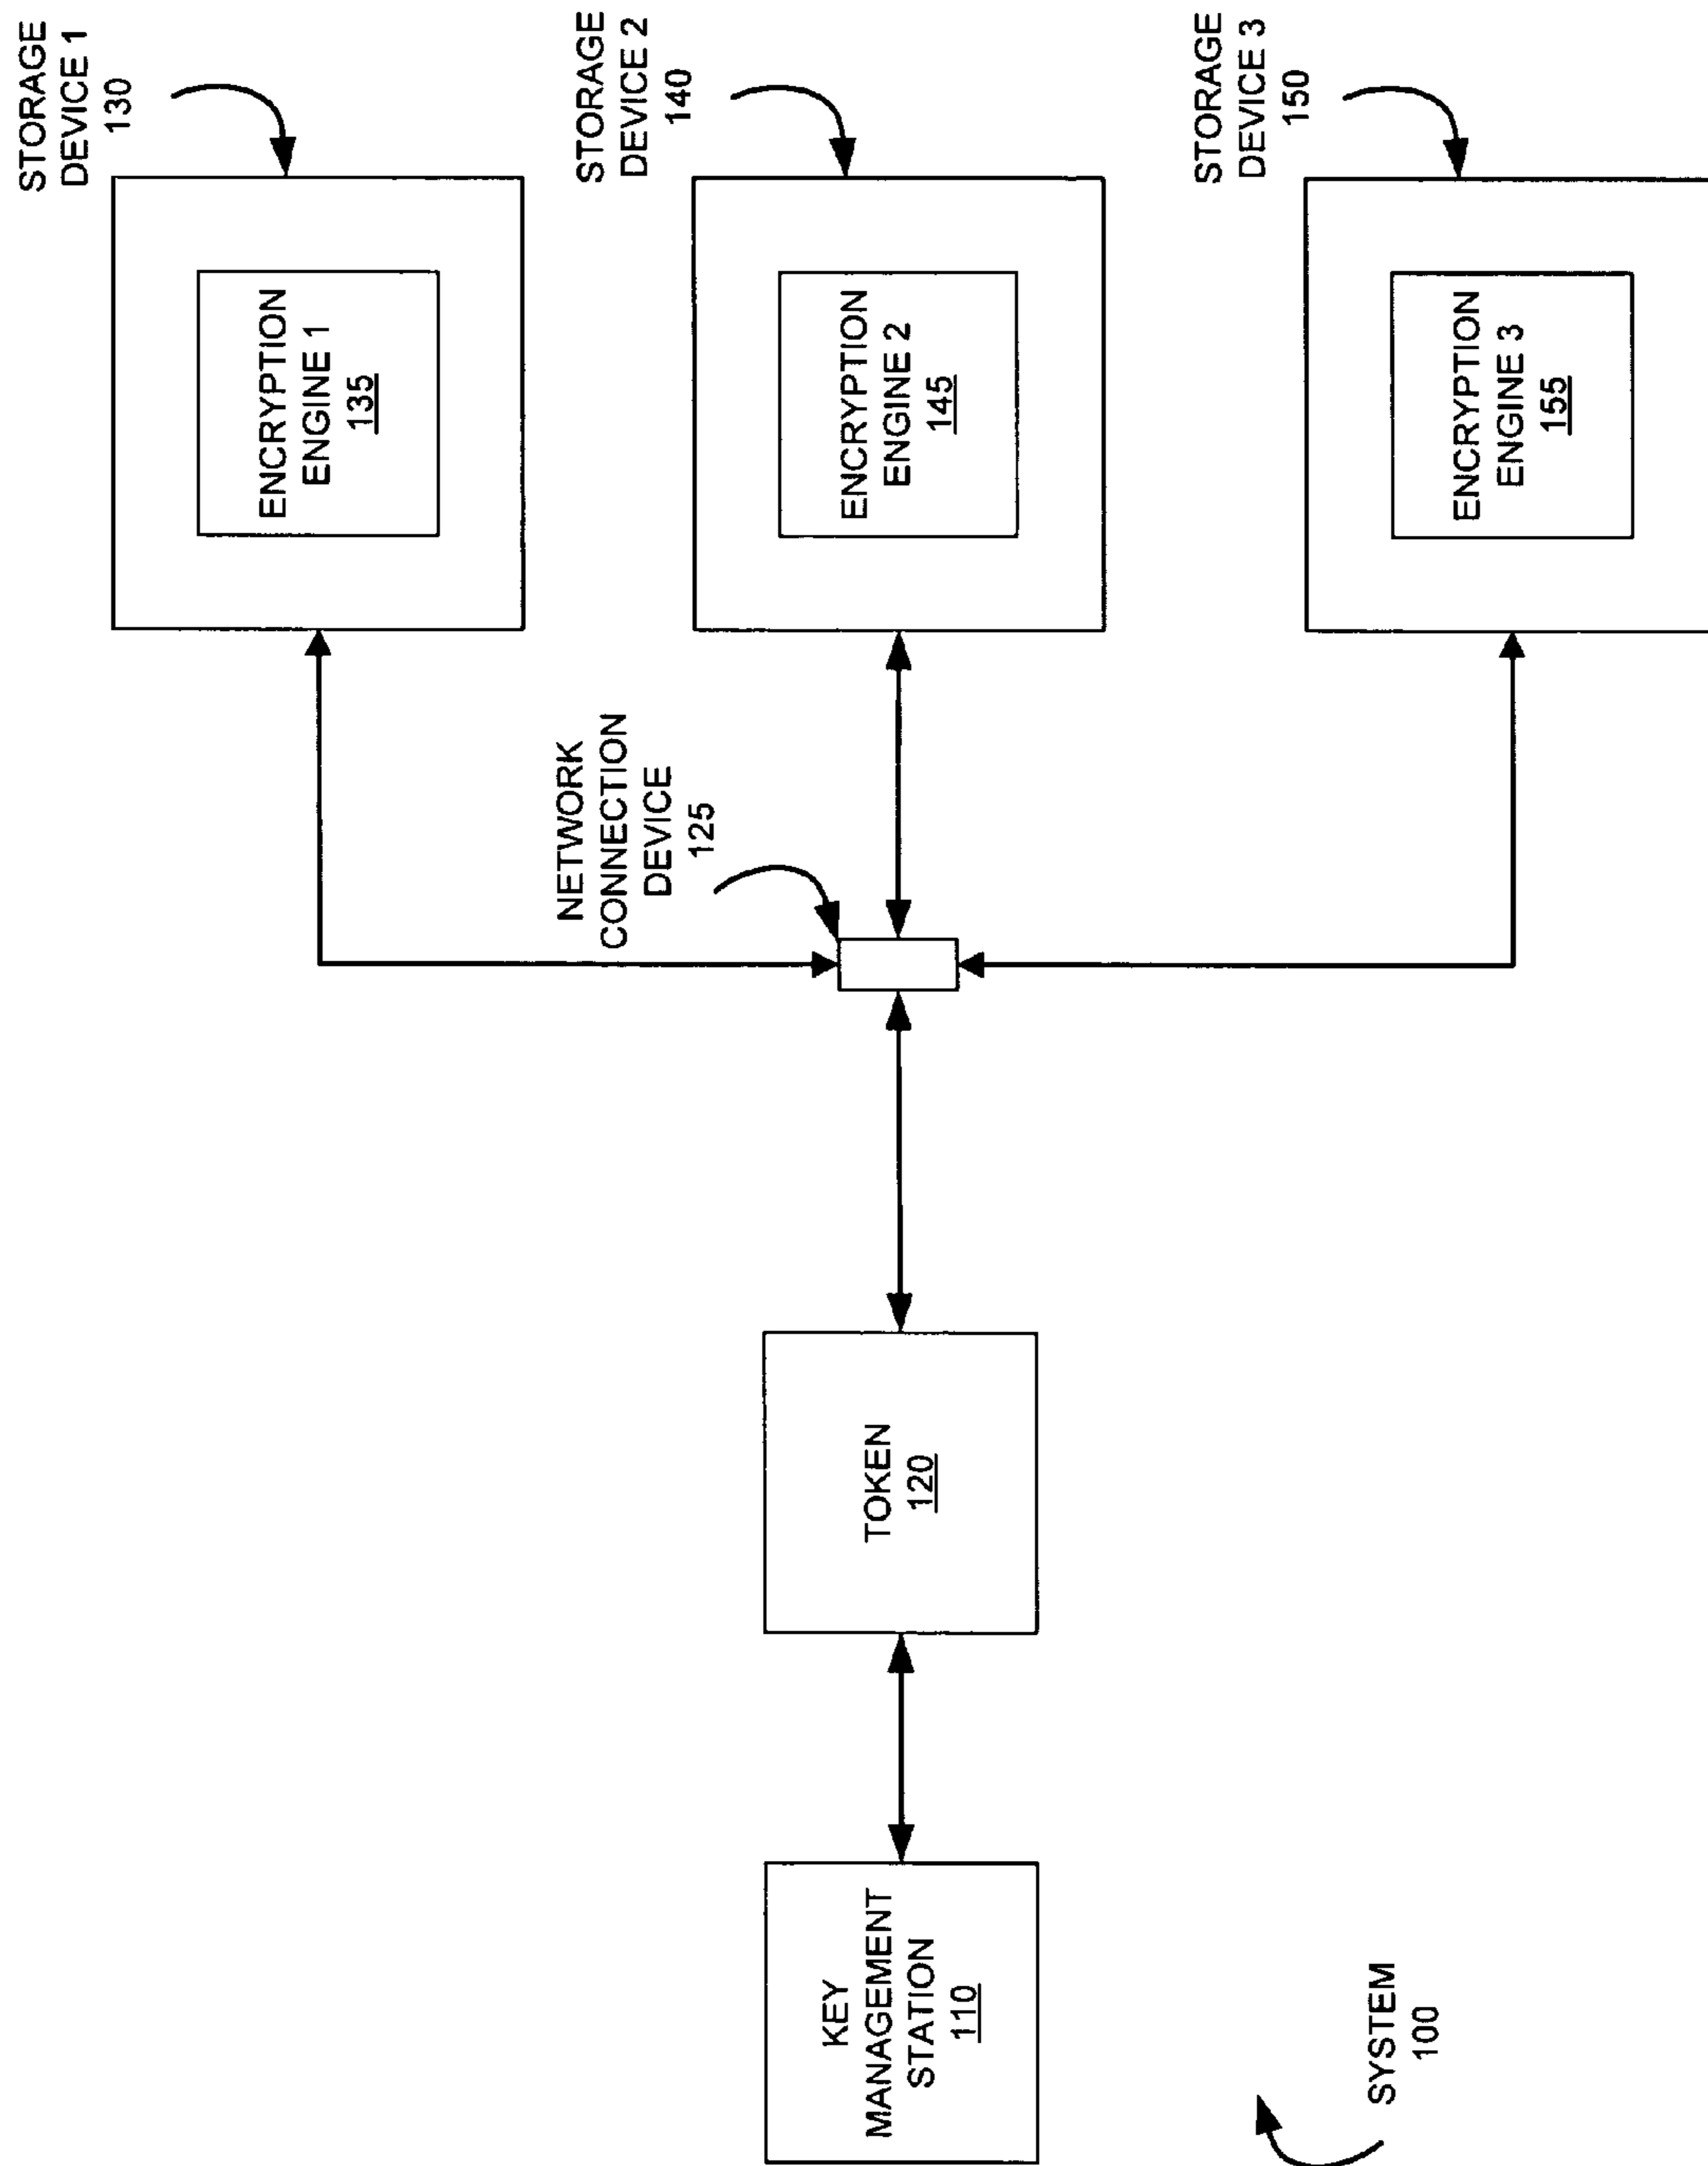 STORAGE
DEVICE 1
130
ENCRYPTION
ENGINE 1
135
STORAGE
DEVICE 2
140
ENCRYPTION
ENGINE 2
145
STORAGE
DEVICE 3
150
ENCRYPTION
ENGINE 3
155
NETWORK
CONNECTION
DEVICE
125
TOKEN
120
KEY
MANAGEMENT
STATION
110
SYSTEM
100